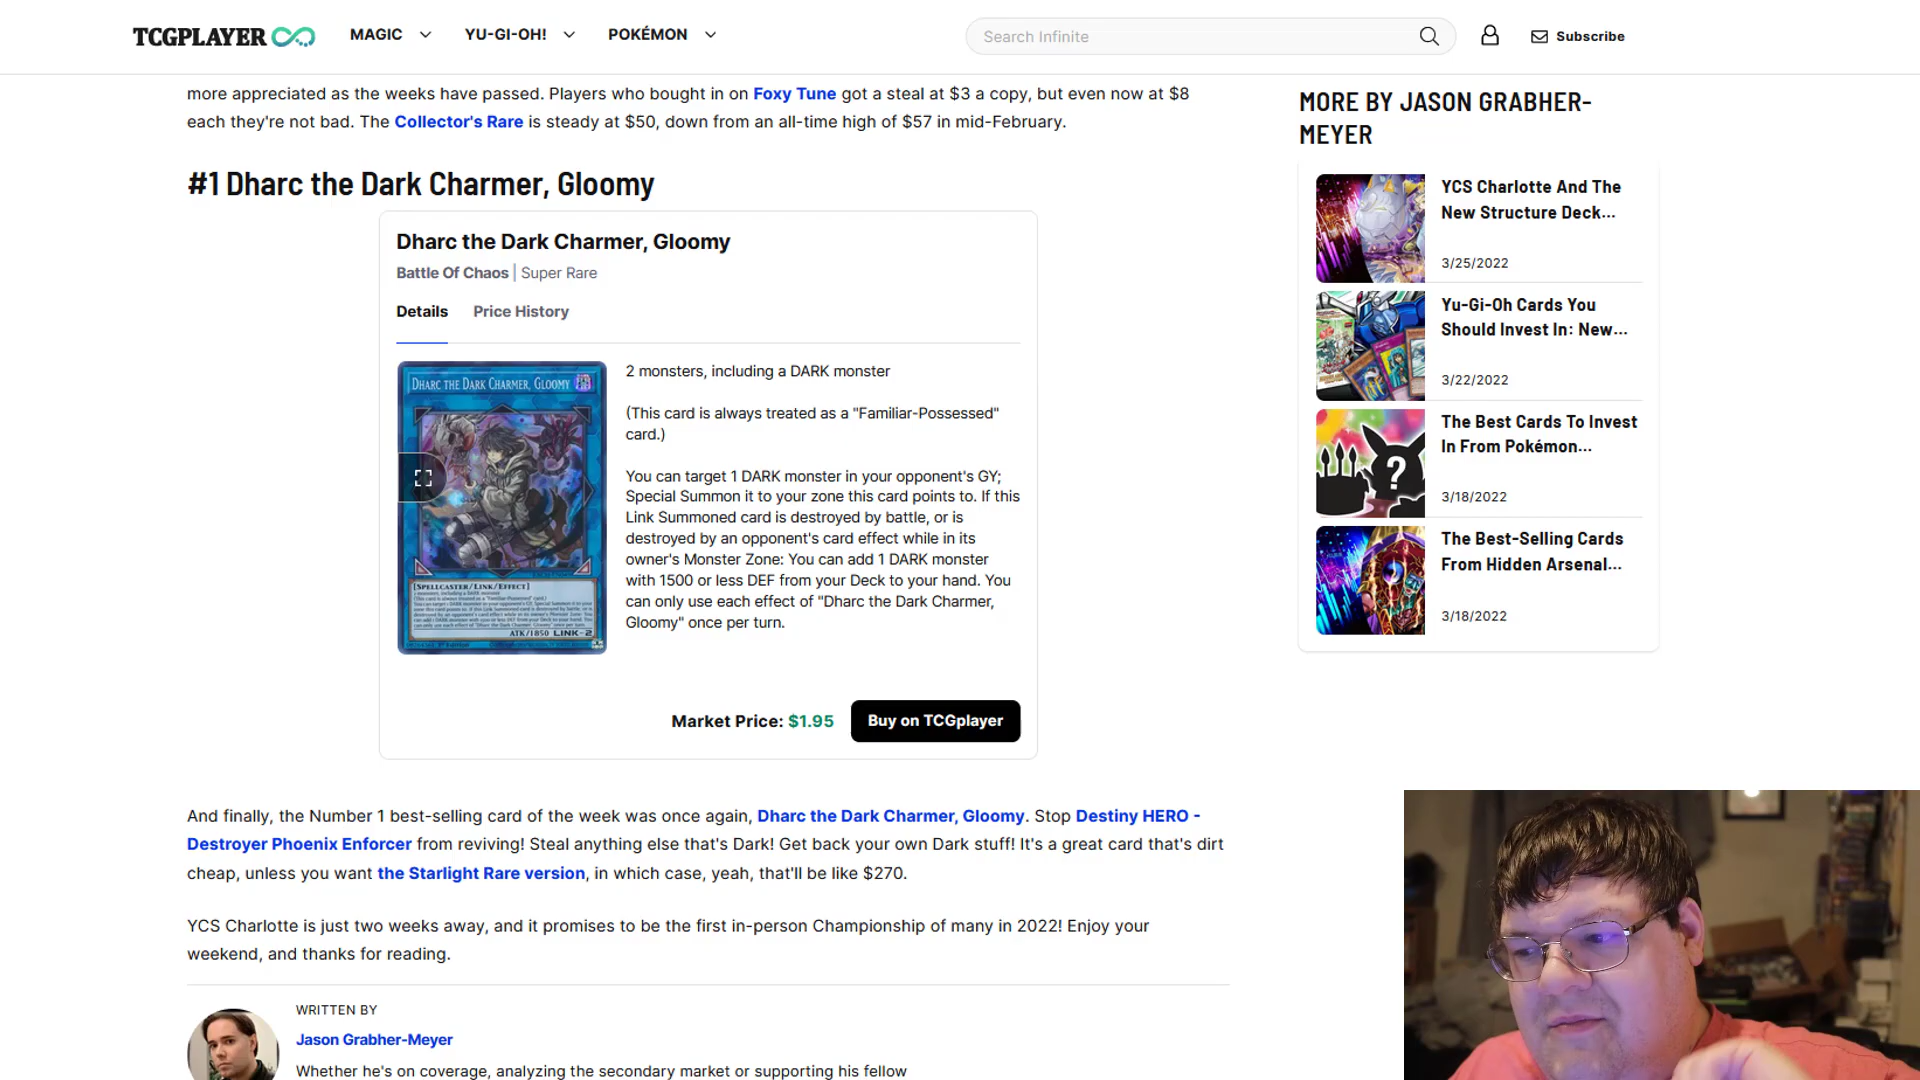 TCGPLAYER
MAGIC
YU-GI-OH!
POKÉMON
Search Infinite
Subscribe
more appreciated as the weeks have passed. Players who bought in on Foxy Tune got a steal at $3 a copy, but even now at $8
each they're not bad. The Collector's Rare is steady at $50, down from an all-time high of $57 in mid-February.
#1 Dharc the Dark Charmer, Gloomy
Dharc the Dark Charmer, Gloomy
Battle Of Chaos | Super Rare
Details
Price History
DHARC THE DARK CHARMER, GLOOMY
[SPELLCASTER/LINK/EFFECT]
ATK/1850 LINK-2
2 monsters, including a DARK monster
(This card is always treated as a "Familiar-Possessed"
card.)
You can target 1 DARK monster in your opponent's GY;
Special Summon it to your zone this card points to. If this
Link Summoned card is destroyed by battle, or is
destroyed by an opponent's card effect while in its
owner's Monster Zone: You can add 1 DARK monster
with 1500 or less DEF from your Deck to your hand. You
can only use each effect of "Dharc the Dark Charmer,
Gloomy" once per turn.
Market Price: $1.95
Buy on TCGplayer
And finally, the Number 1 best-selling card of the week was once again, Dharc the Dark Charmer, Gloomy. Stop Destiny HERO -
Destroyer Phoenix Enforcer from reviving! Steal anything else that's Dark! Get back your own Dark stuff! It's a great card that's dirt
cheap, unless you want the Starlight Rare version, in which case, yeah, that'll be like $270.
YCS Charlotte is just two weeks away, and it promises to be the first in-person Championship of many in 2022! Enjoy your
weekend, and thanks for reading.
WRITTEN BY
Jason Grabher-Meyer
Whether he's on coverage, analyzing the secondary market or supporting his fellow
MORE BY JASON GRABHER-
MEYER
YCS Charlotte And The
New Structure Deck...
3/25/2022
Yu-Gi-Oh Cards You
Should Invest In: New...
3/22/2022
?
The Best Cards To Invest
In From Pokémon...
3/18/2022
The Best-Selling Cards
From Hidden Arsenal...
3/18/2022